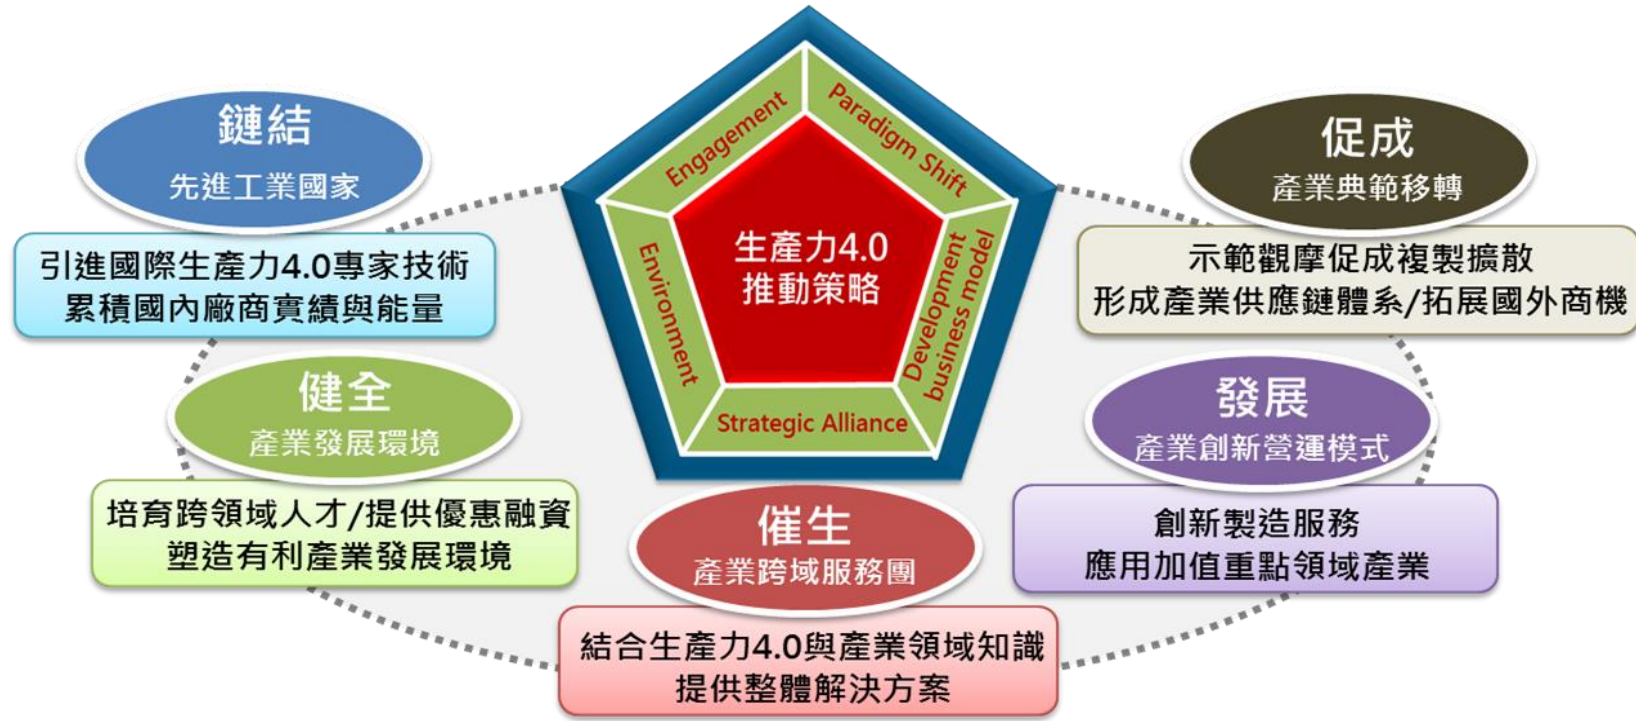 鏈結
先進工業國家
引進國際生產力4.0專家技術
累積國內廠商實績與能量
健全
產業發展環境
培育跨領域人才/提供優惠融資
塑造有利產業發展環境
Engagement
Paradigm Shift
Environment
Development
business model
Strategic Alliance
生產力4.0
推動策略
催生
產業跨域服務團
結合生產力4.0與產業領域知識
提供整體解決方案
促成
產業典範移轉
示範觀摩促成複製擴散
形成產業供應鏈體系/拓展國外商機
發展
產業創新營運模式
創新製造服務
應用加值重點領域產業